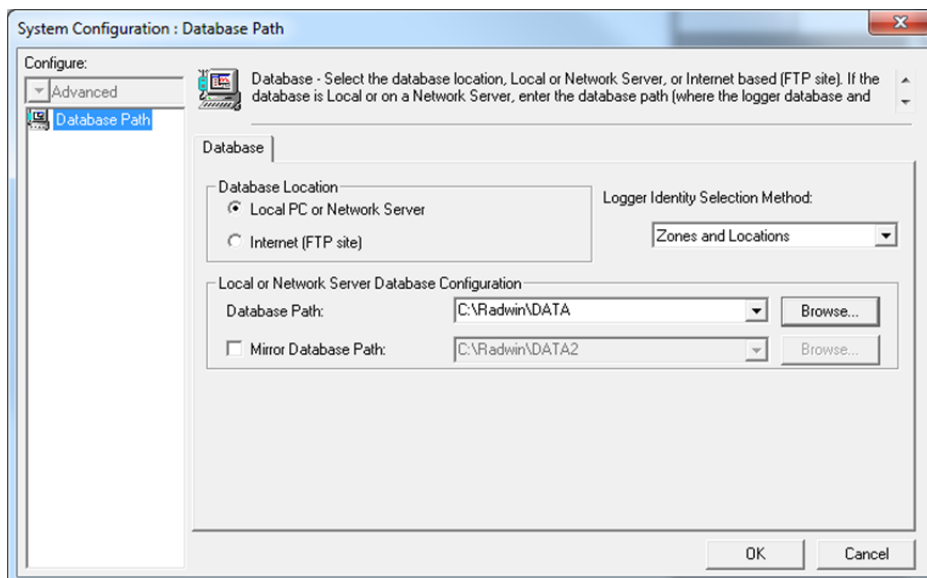 System Configuration : Database Path
Configure:
Advanced
Database Path
Database - Select the database location, Local or Network Server, or Internet based (FTP site). If the
database is Local or on a Network Server, enter the database path (where the logger database and
Database
Database Location
Local PC or Network Server
Internet (FTP site)
Logger Identity Selection Method:
Zones and Locations
Local or Network Server Database Configuration
Database Path:
C:\Radwin\DATA
Browse...
Mirror Database Path:
C:\Radwin\DATA2
Browse...
OK
Cancel